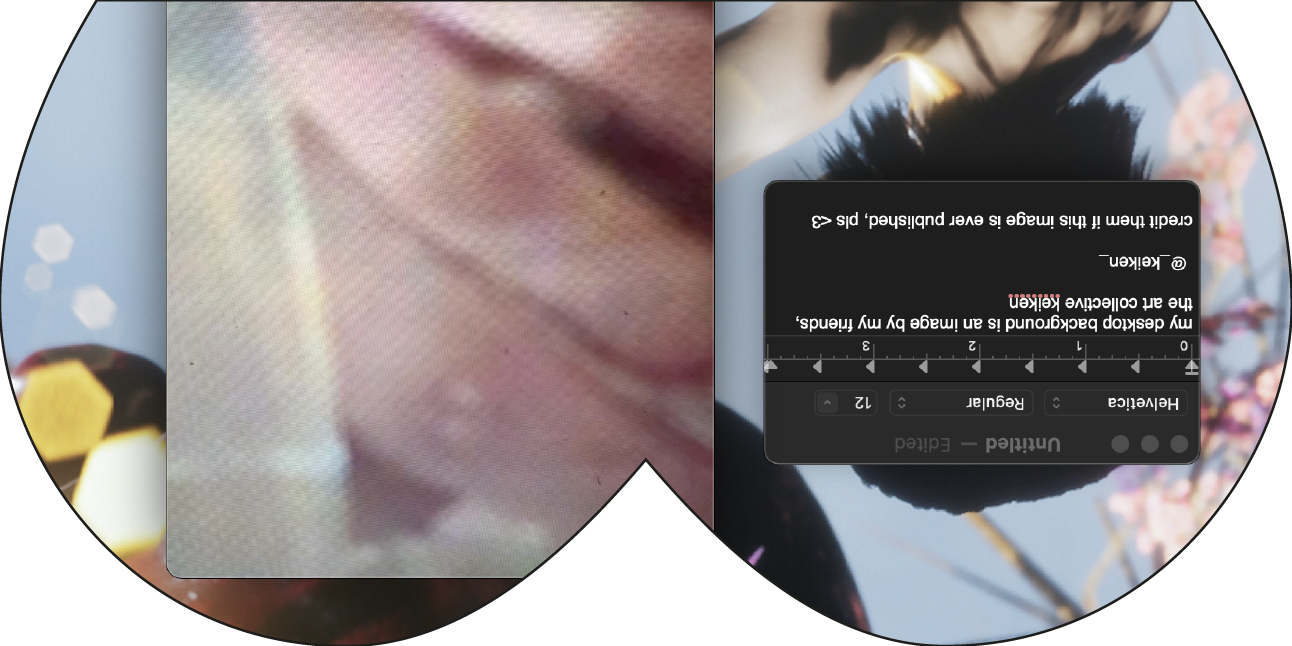 Untitled — Edited
Helvetica Regular 12
0 1 2 3
my desktop background is an image by my friends,
the art collective keiken
@_keiken_
credit them if this image is ever published, pls <3